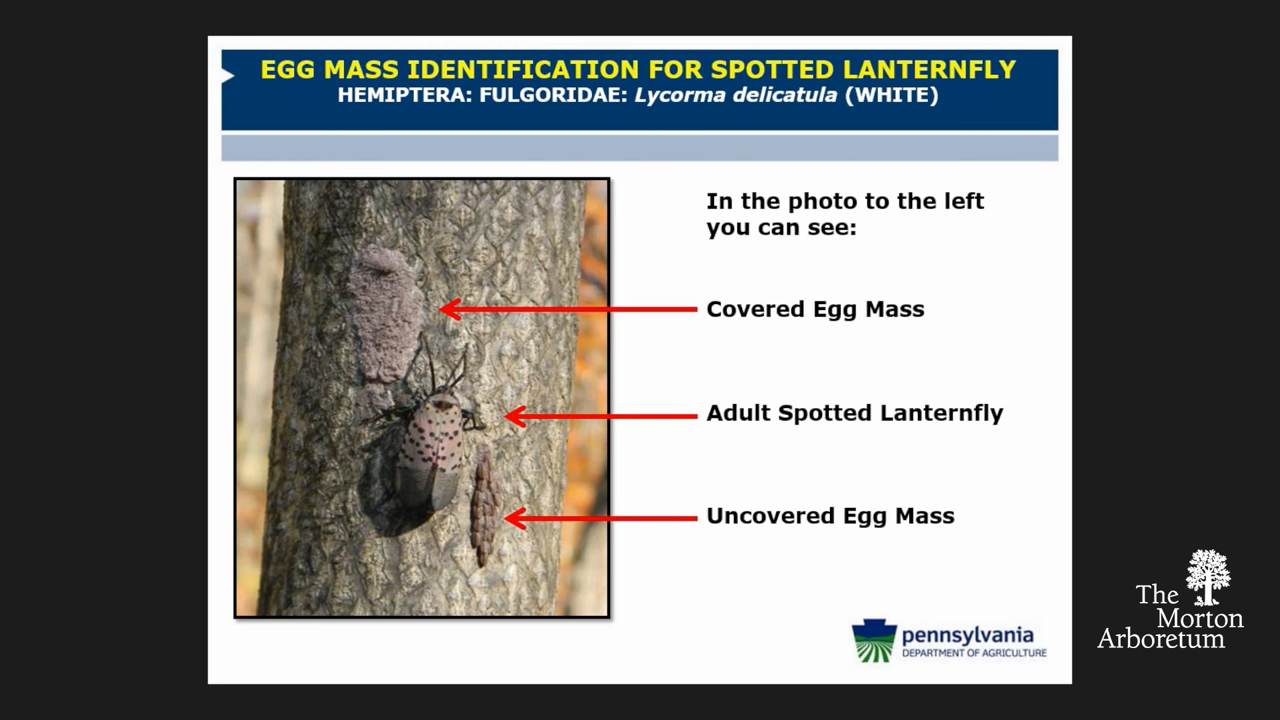 EGG MASS IDENTIFICATION FOR SPOTTED LANTERNFLY
HEMIPTERA: FULGORIDAE: Lycorma delicatula (WHITE)
In the photo to the left
you can see:
Covered Egg Mass
Adult Spotted Lanternfly
Uncovered Egg Mass
pennsylvania
DEPARTMENT OF AGRICULTURE
The
Morton
Arboretum